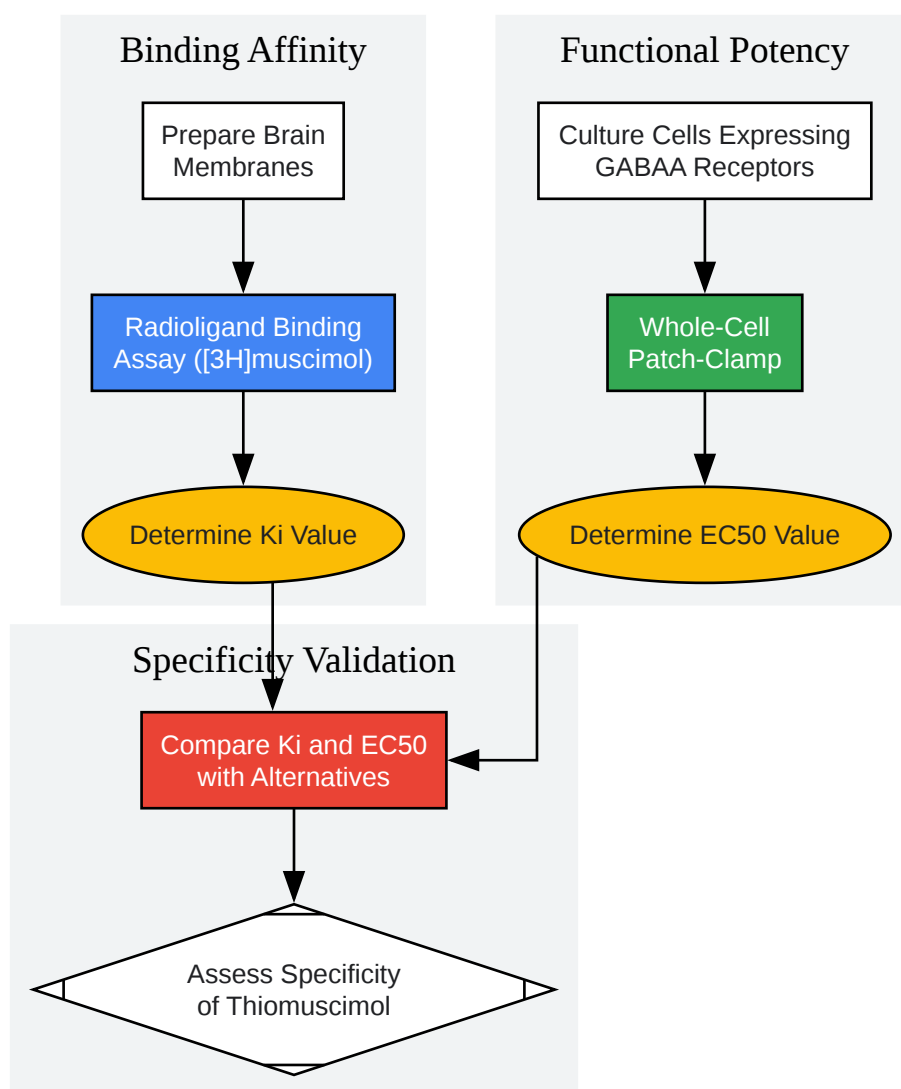 Binding Affinity
Prepare Brain
Membranes
Radioligand Binding
Assay ([3H]muscimol)
Determine Ki Value
Functional Potency
Culture Cells Expressing
GABAA Receptors
Whole-Cell
Patch-Clamp
Determine EC50 Value
Specificity Validation
Compare Ki and EC50
with Alternatives
Assess Specificity
of Thiomuscimol